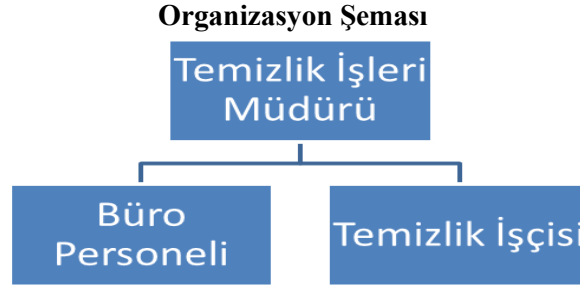 Organizasyon Şeması
Temizlik İşleri
Müdürü
Büro
Personeli
Temizlik İşçisi